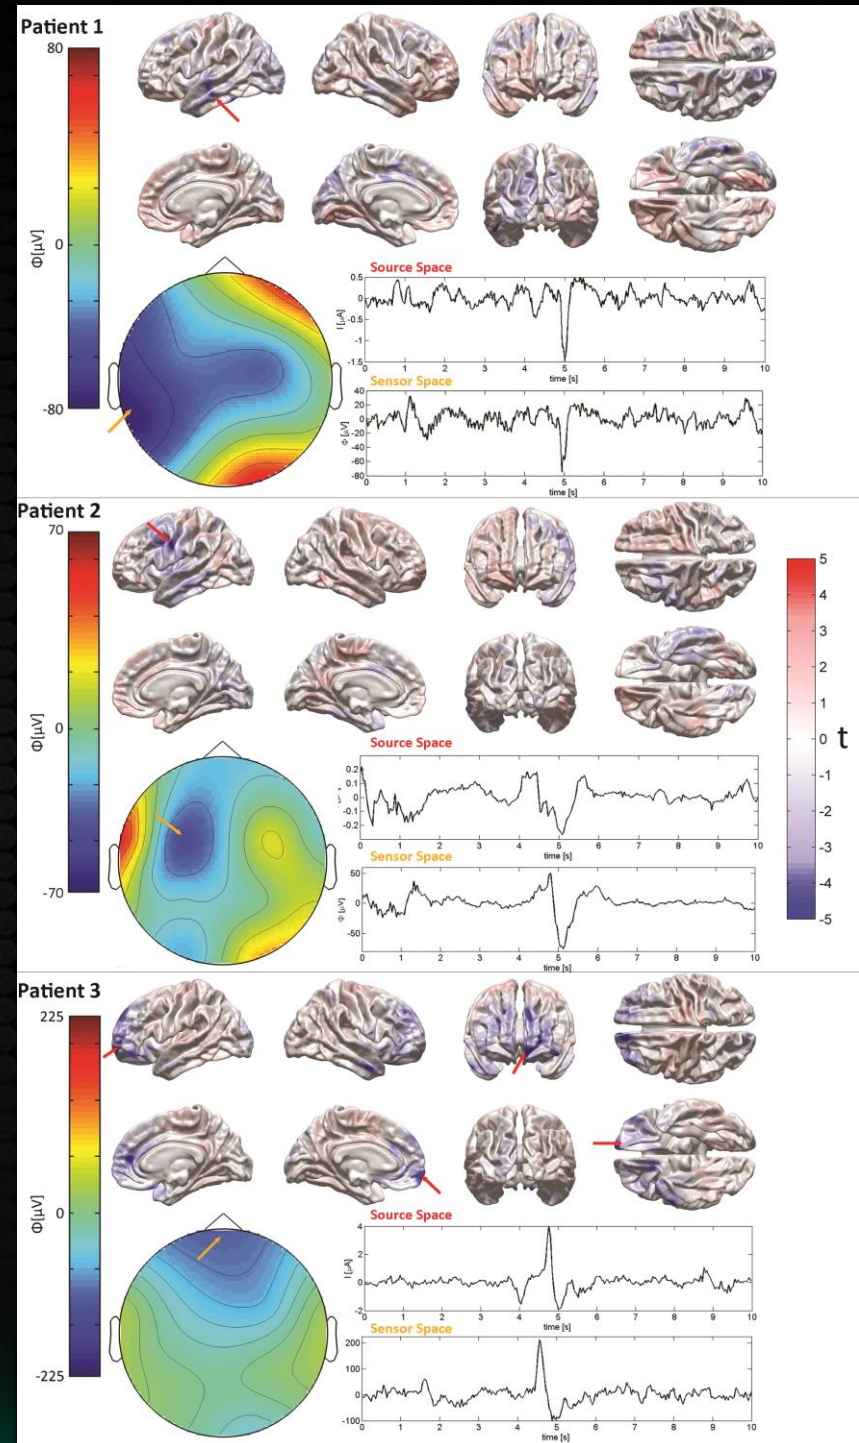 Patient 1
80
0
-80
Φ[µV]
Source Space
0.5
0
-0.5
-1
-1.5
I [µA]
0 1 2 3 4 5 6 7 8 9 10
time [s]
Sensor Space
40
20
0
-20
-40
-60
-80
Φ [µV]
0 1 2 3 4 5 6 7 8 9 10
time [s]
Patient 2
70
0
-70
Φ[µV]
Source Space
0.2
0.1
0
-0.1
-0.2
0 1 2 3 4 5 6 7 8 9 10
time [s]
Sensor Space
50
0
-50
Φ [µV]
0 1 2 3 4 5 6 7 8 9 10
time [s]
5
4
3
2
1
0
-1
-2
-3
-4
-5
t
Patient 3
225
0
-225
Φ[µV]
Source Space
4
2
0
-2
I [µA]
0 1 2 3 4 5 6 7 8 9 10
time [s]
Sensor Space
200
100
0
-100
Φ [µV]
0 1 2 3 4 5 6 7 8 9 10
time [s]